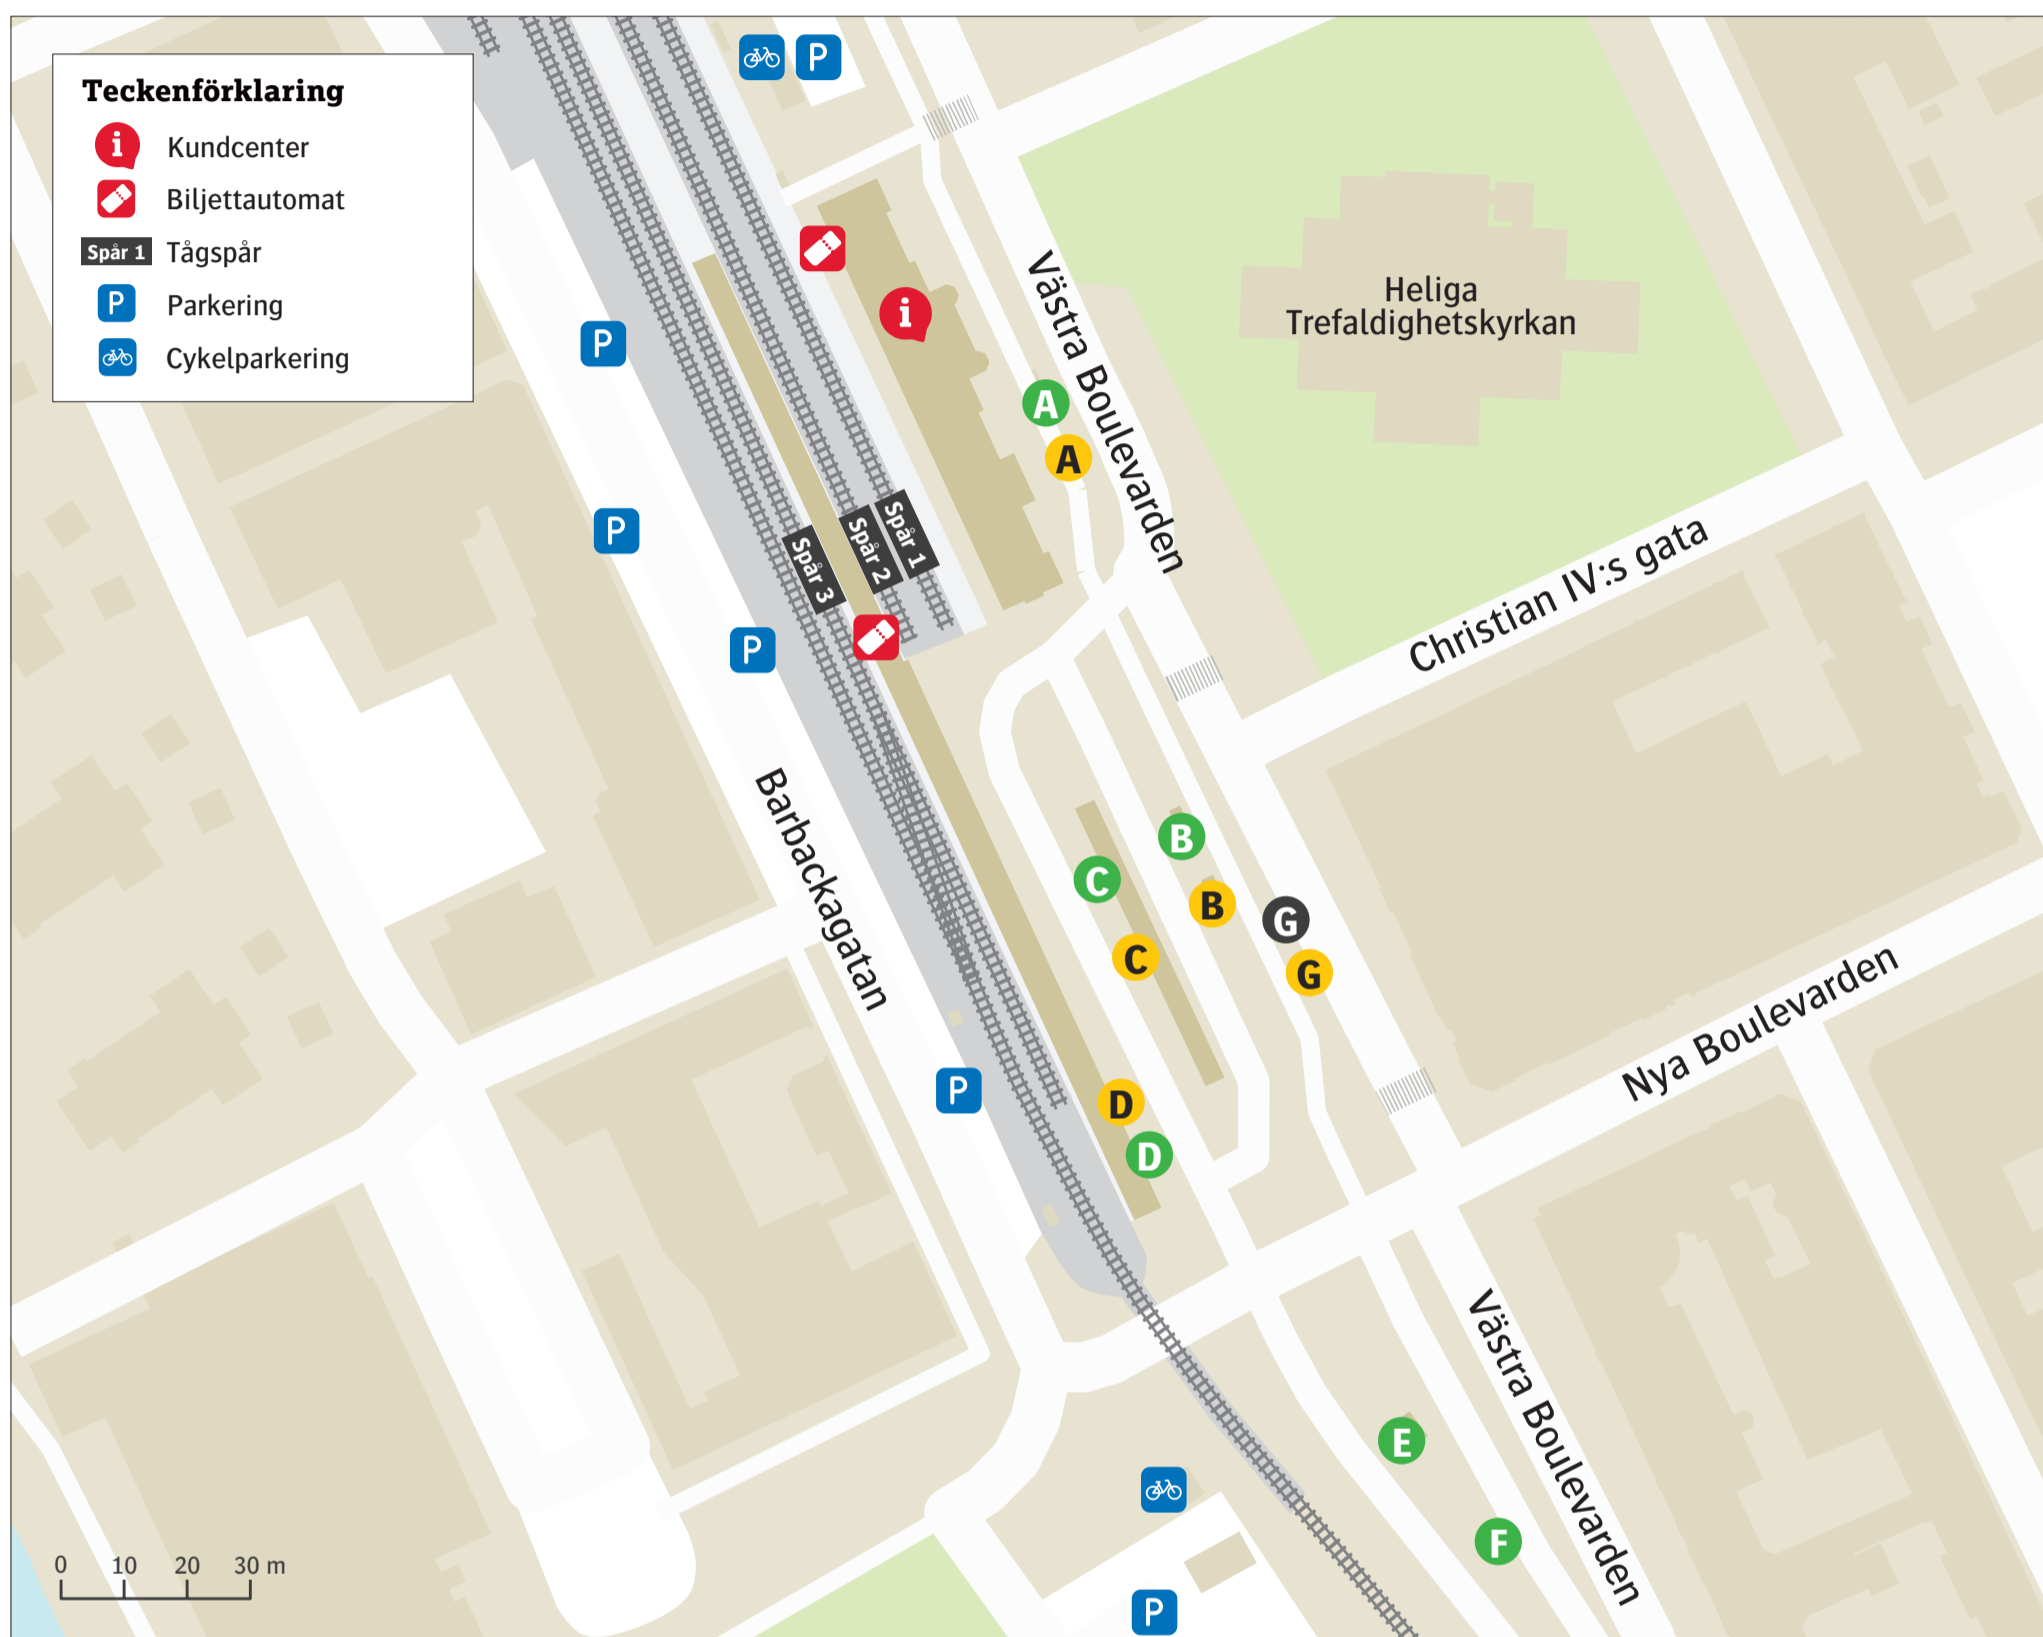 Teckenförklaring
i Kundcenter
Biljettautomat
Spår 1 Tågspår
P Parkering
Cykelparkering
P
i
Västra Boulevarden
Heliga
Trefaldighetskyrkan
P
A
A
P
Spår 3
Spår 2
Spår 1
Christian IV:s gata
P
Barbackagatan
B
C
B
G
C
G
Nya Boulevarden
P
D
D
Västra Boulevarden
E
F
P
0 10 20 30 m